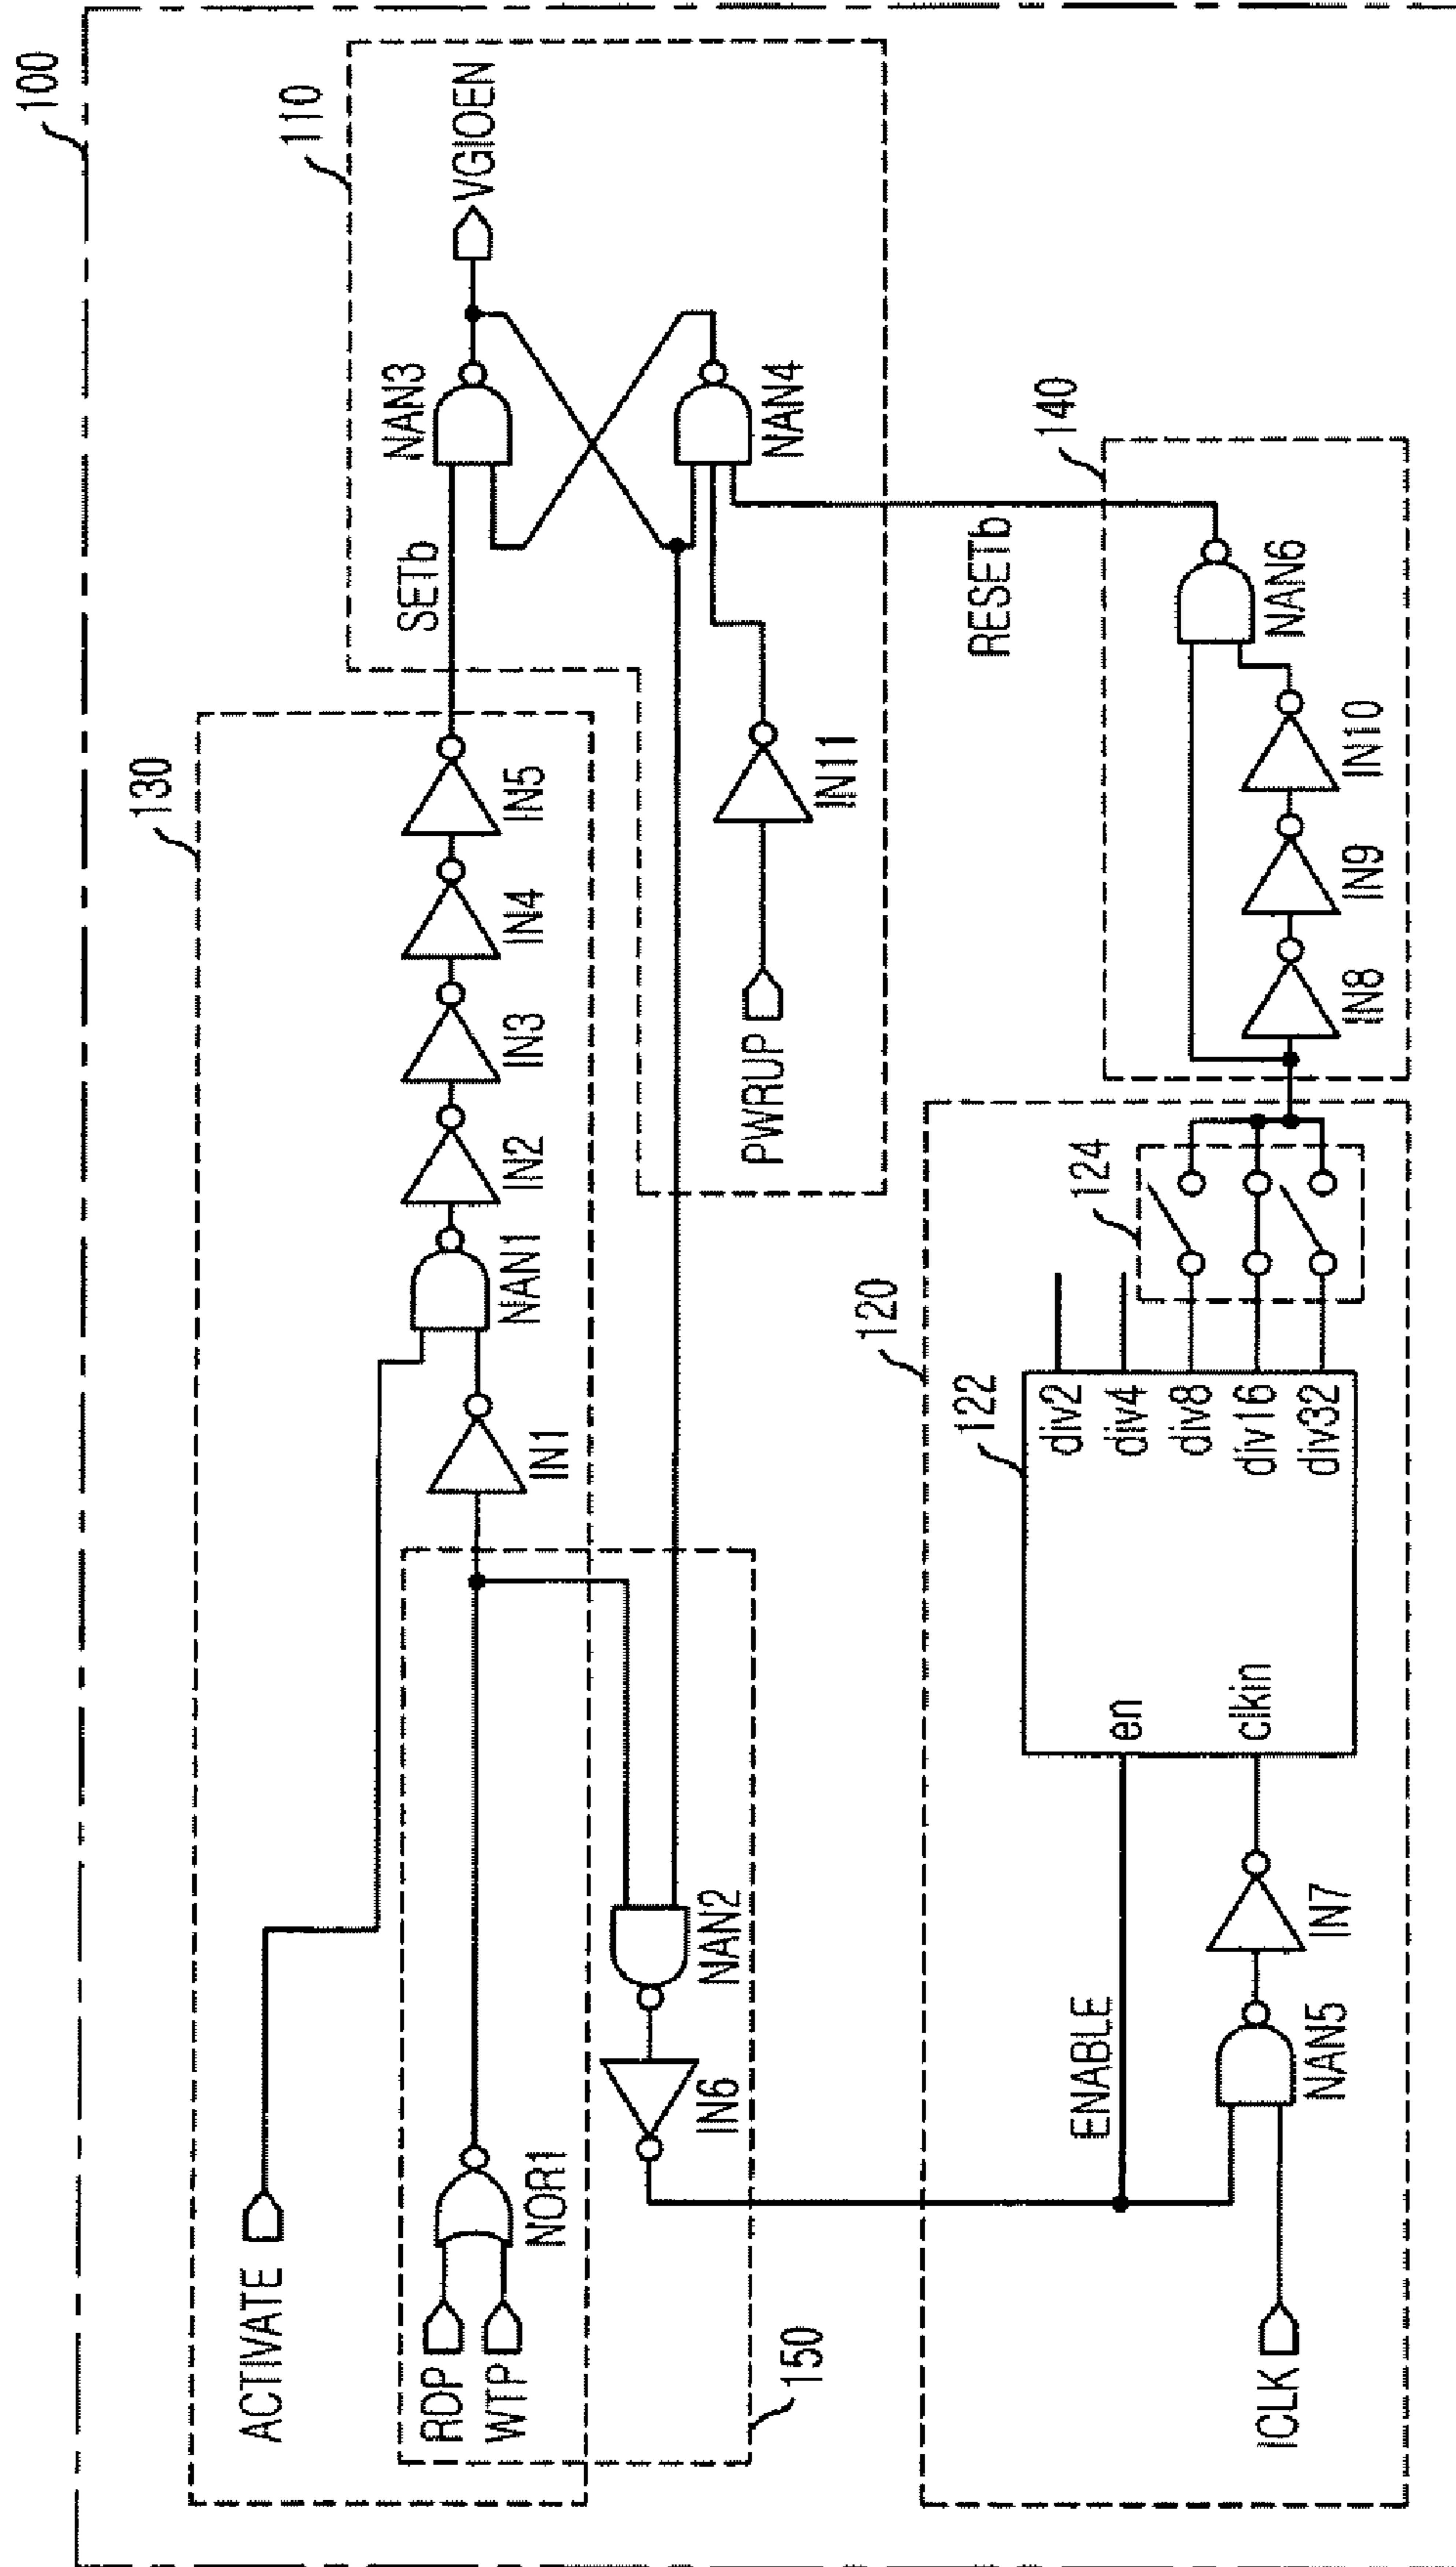 100
130
110
ACTIVATE
RDP
WTP
NOR1
IN1
NAN1
IN2
IN3
IN4
IN5
SETb
NAN3
VGIOEN
NAN2
IN6
150
PWRUP
IN11
NAN4
RESETb
120
122
124
140
ENABLE
en
clkin
div2
div4
div8
div16
div32
ICLK
NAN5
IN7
IN8
IN9
IN10
NAN6